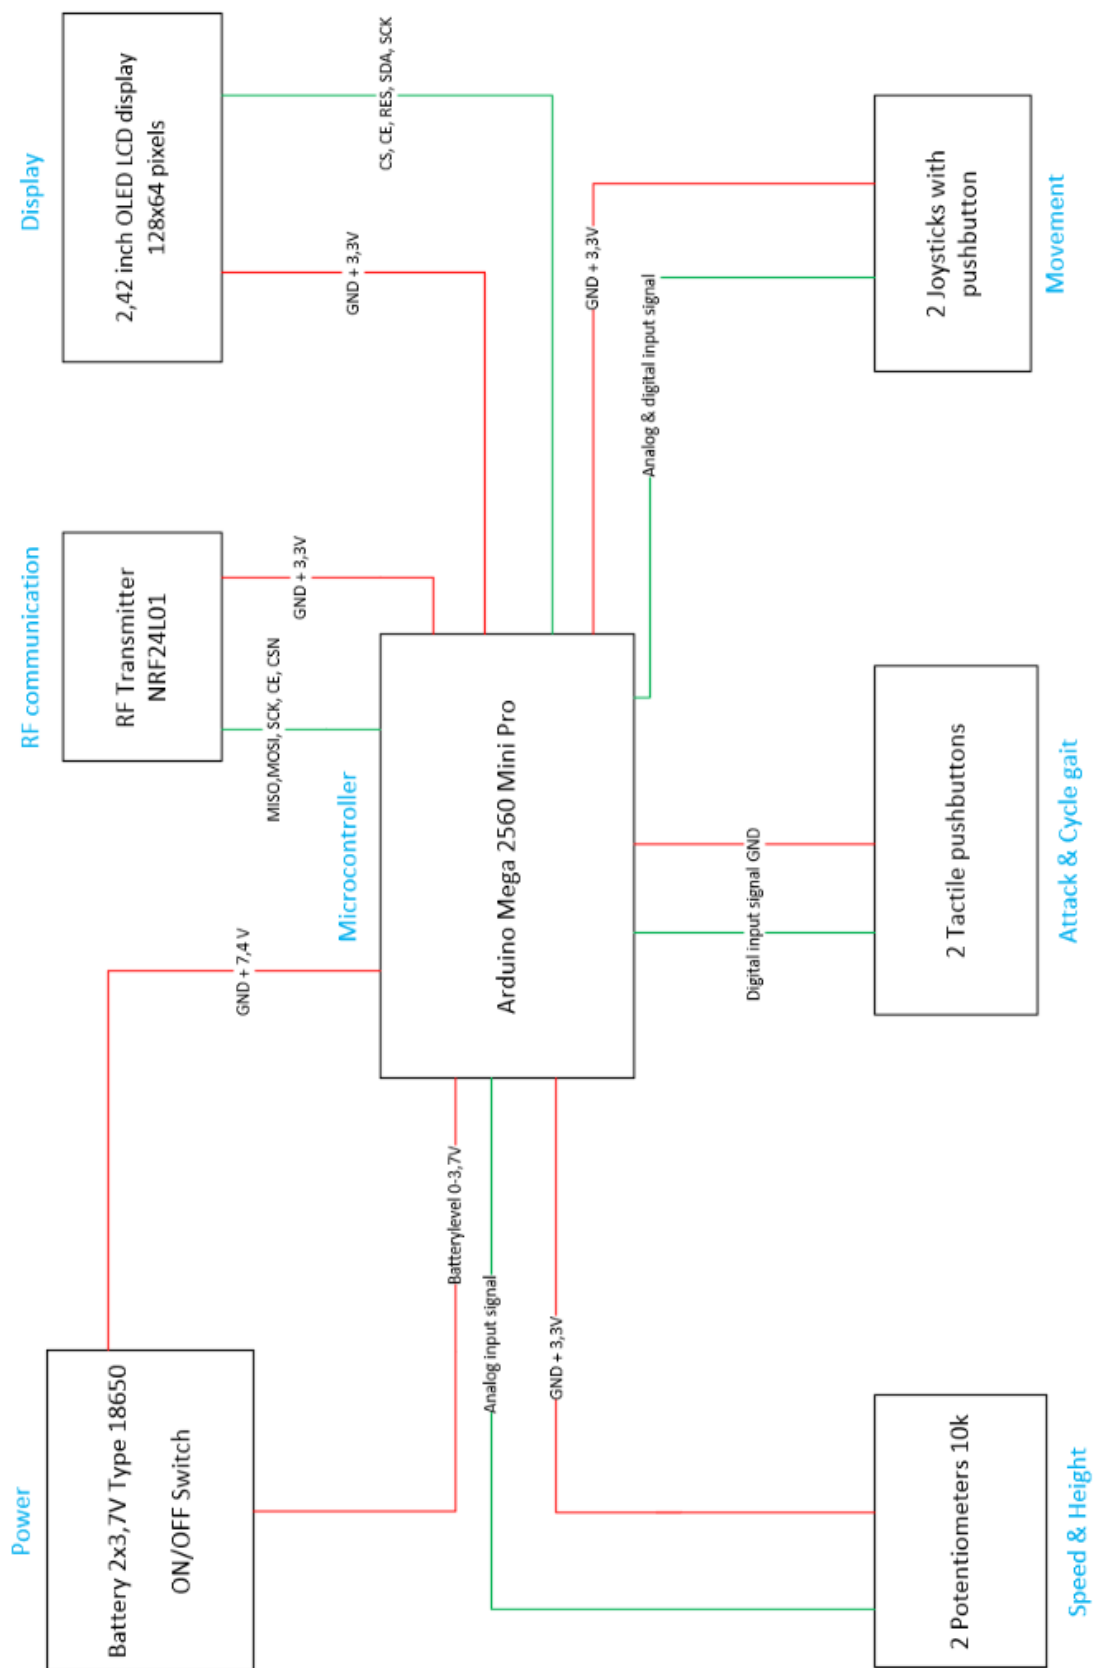 Power
Battery 2x3,7V Type 18650
ON/OFF Switch
GND + 7,4 V
Batterylevel 0-3,7V
RF communication
RF Transmitter
NRF24L01
MISO,MOSI, SCK, CE, CSN
GND + 3,3V
Display
2,42 inch OLED LCD display
128x64 pixels
GND + 3,3V
CS, CE, RES, SDA, SCK
Microcontroller
Arduino Mega 2560 Mini Pro
Analog input signal
GND + 3,3V
Digital input signal GND
Analog & digital input signal
GND + 3,3V
2 Potentiometers 10k
Speed & Height
2 Tactile pushbuttons
Attack & Cycle gait
2 Joysticks with
pushbutton
Movement